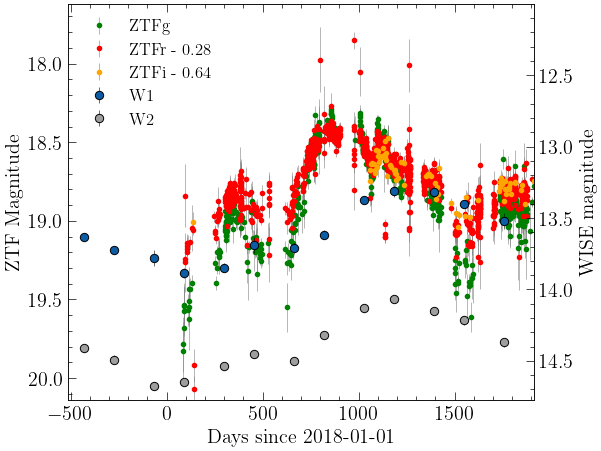 ZTFg
ZTFr - 0.28
ZTFi - 0.64
W1
W2
ZTF Magnitude
18.0
18.5
19.0
19.5
20.0
12.5
13.0
13.5
14.0
14.5
WISE magnitude
−500
0
500
1000
1500
Days since 2018-01-01